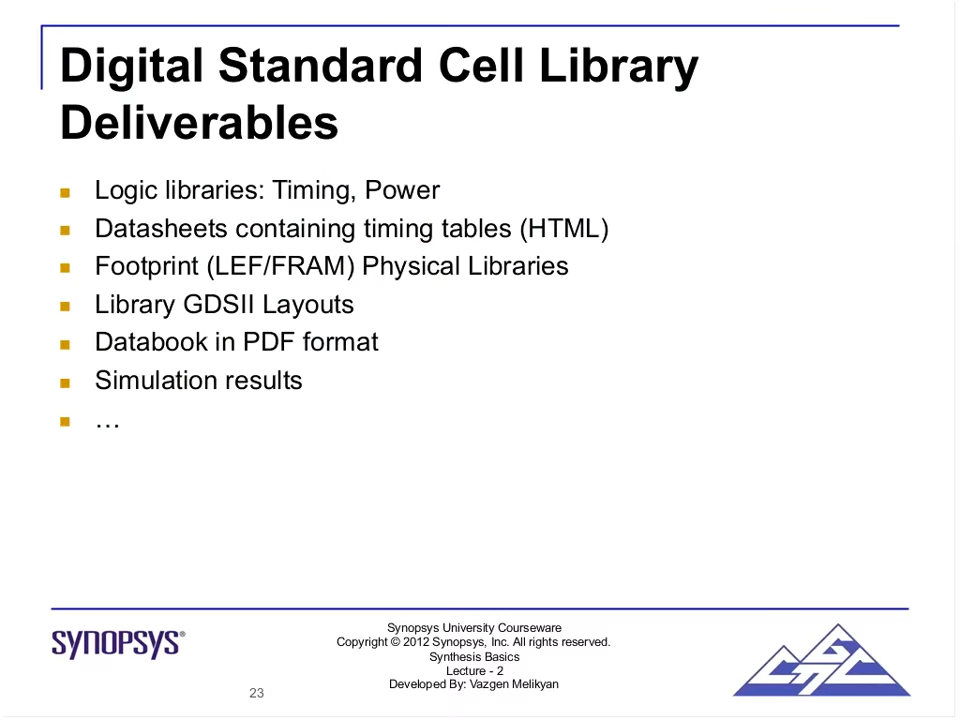 Digital Standard Cell Library
Deliverables
Logic libraries: Timing, Power
Datasheets containing timing tables (HTML)
Footprint (LEF/FRAM) Physical Libraries
Library GDSII Layouts
Databook in PDF format
Simulation results
…
SYNOPSYS®
Synopsys University Courseware
Copyright © 2012 Synopsys, Inc. All rights reserved.
Synthesis Basics
Lecture - 2
Developed By: Vazgen Melikyan
23